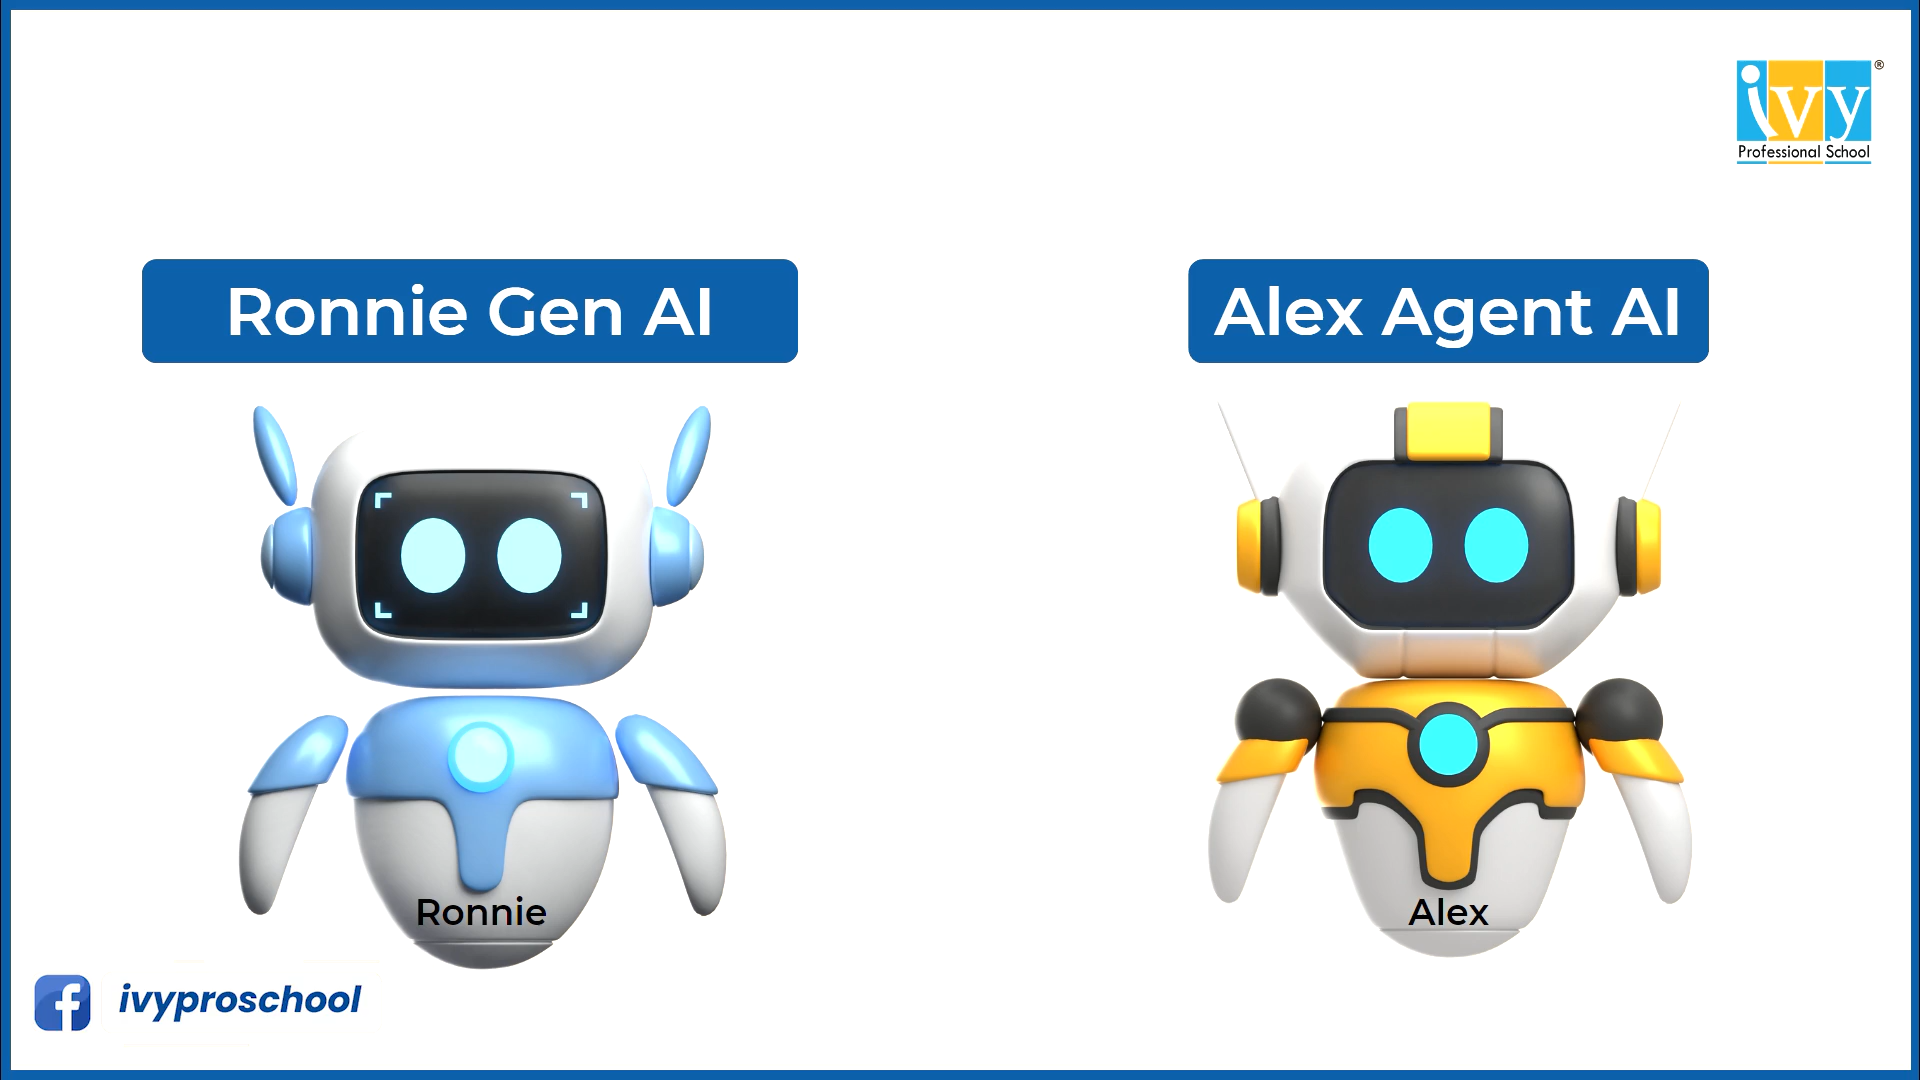 ivy®
Professional School
Ronnie Gen AI
Alex Agent AI
Ronnie
Alex
ivyproschool